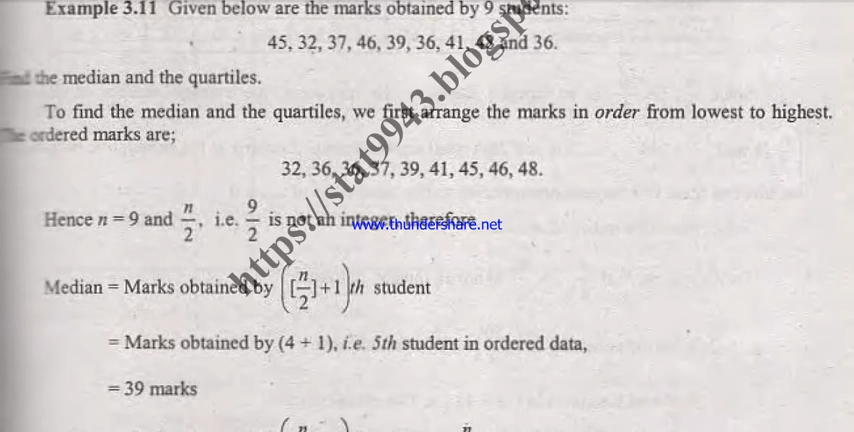 Example 3.11 Given below are the marks obtained by 9 students:
45, 32, 37, 46, 39, 36, 41, 48 and 36.
Find the median and the quartiles.
To find the median and the quartiles, we first arrange the marks in order from lowest to highest.
The ordered marks are;
32, 36, 36, 37, 39, 41, 45, 46, 48.
Hence n = 9 and n/2, i.e. 9/2 is not an integer, therefore
www.thundershare.net
Median = Marks obtained by ([n/2]+1)th student
= Marks obtained by (4 + 1), i.e. 5th student in ordered data,
= 39 marks
https://stat9943.blogsp